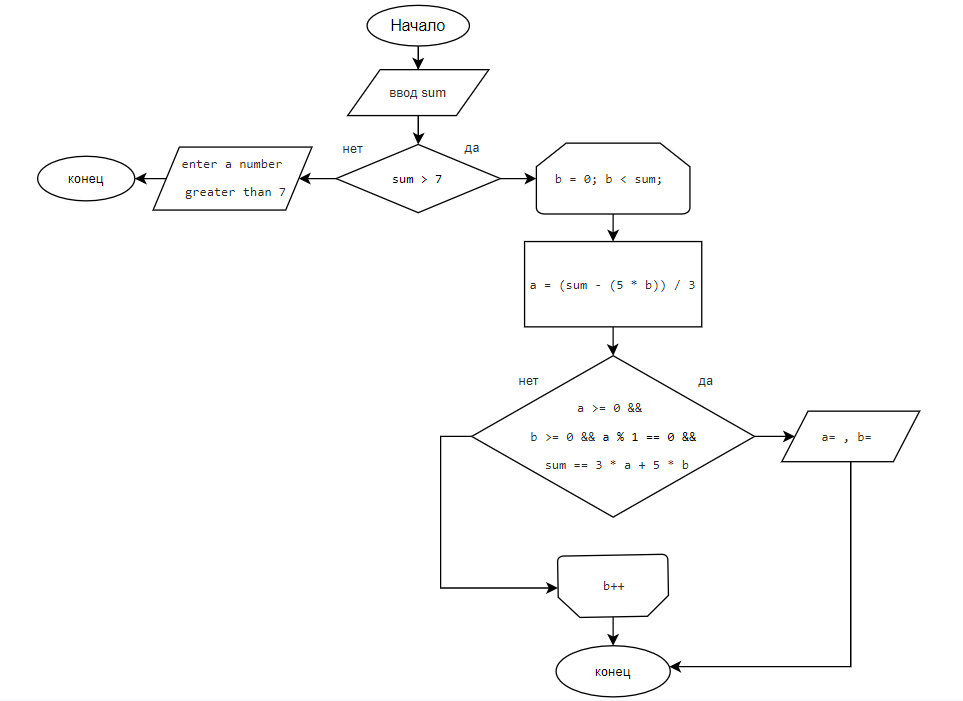 Начало
ввод sum
нет
да
sum > 7
enter a number
greater than 7
конец
b = 0; b < sum;
a = (sum - (5 * b)) / 3
нет
да
a >= 0 &&
b >= 0 && a % 1 == 0 &&
sum == 3 * a + 5 * b
a= , b=
b++
конец